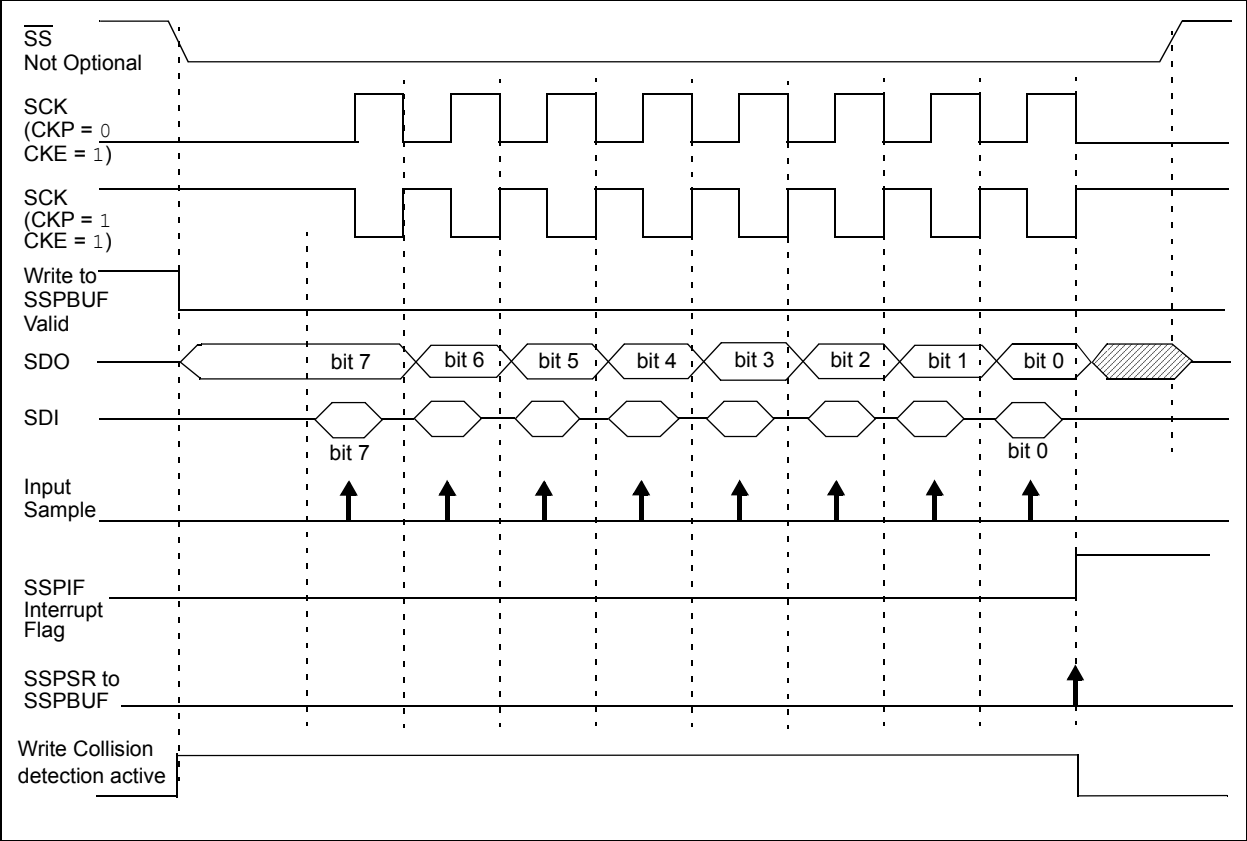 SS
Not Optional
SCK
(CKP = 0
CKE = 1)
SCK
(CKP = 1
CKE = 1)
Write to
SSPBUF
Valid
SDO
bit 7 bit 6 bit 5 bit 4 bit 3 bit 2 bit 1 bit 0
SDI
bit 7 bit 0
Input
Sample
SSPIF
Interrupt
Flag
SSPSR to
SSPBUF
Write Collision
detection active